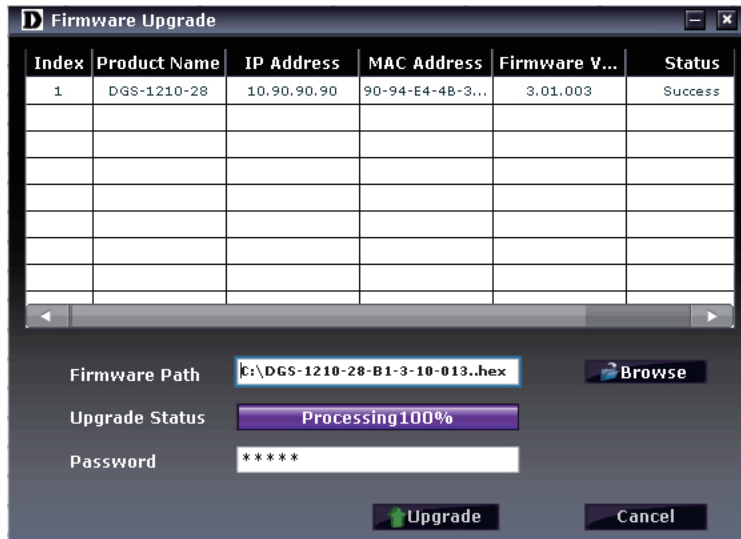 D Firmware Upgrade
Index Product Name IP Address MAC Address Firmware V... Status
1 DGS-1210-28 10.90.90.90 90-94-E4-4B-3... 3.01.003 Success
Firmware Path C:\DGS-1210-28-B1-3-10-013..hex Browse
Upgrade Status Processing100%
Password *****
Upgrade Cancel